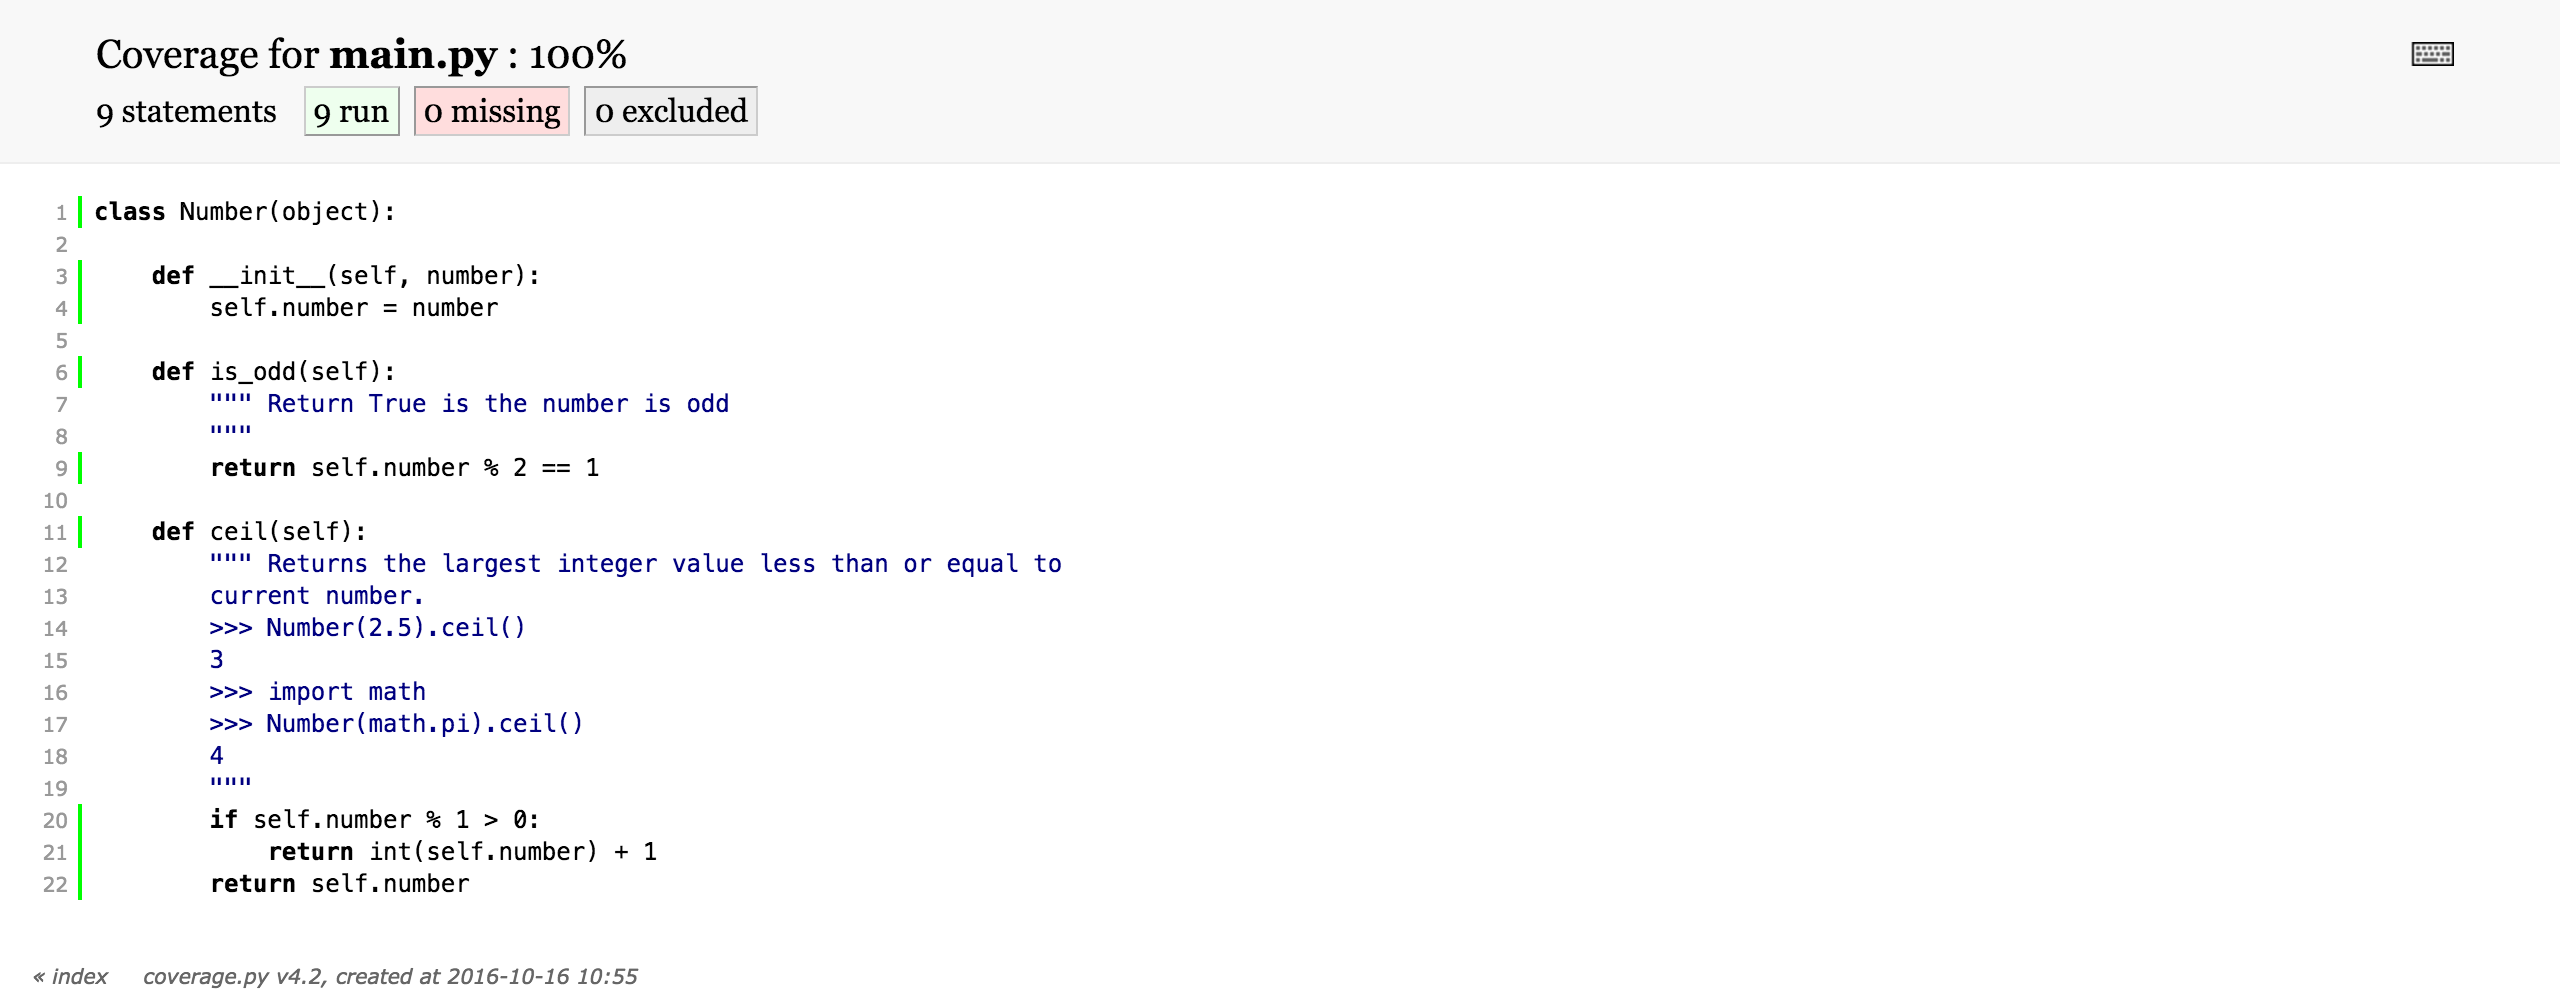 Coverage for main.py : 100%
9 statements 9 run 0 missing 0 excluded
1 class Number(object):
2
3     def __init__(self, number):
4         self.number = number
5
6     def is_odd(self):
7         """ Return True is the number is odd
8         """
9         return self.number % 2 == 1
10
11     def ceil(self):
12         """ Returns the largest integer value less than or equal to
13         current number.
14         >>> Number(2.5).ceil()
15         3
16         >>> import math
17         >>> Number(math.pi).ceil()
18         4
19         """
20         if self.number % 1 > 0:
21             return int(self.number) + 1
22         return self.number
« index coverage.py v4.2, created at 2016-10-16 10:55